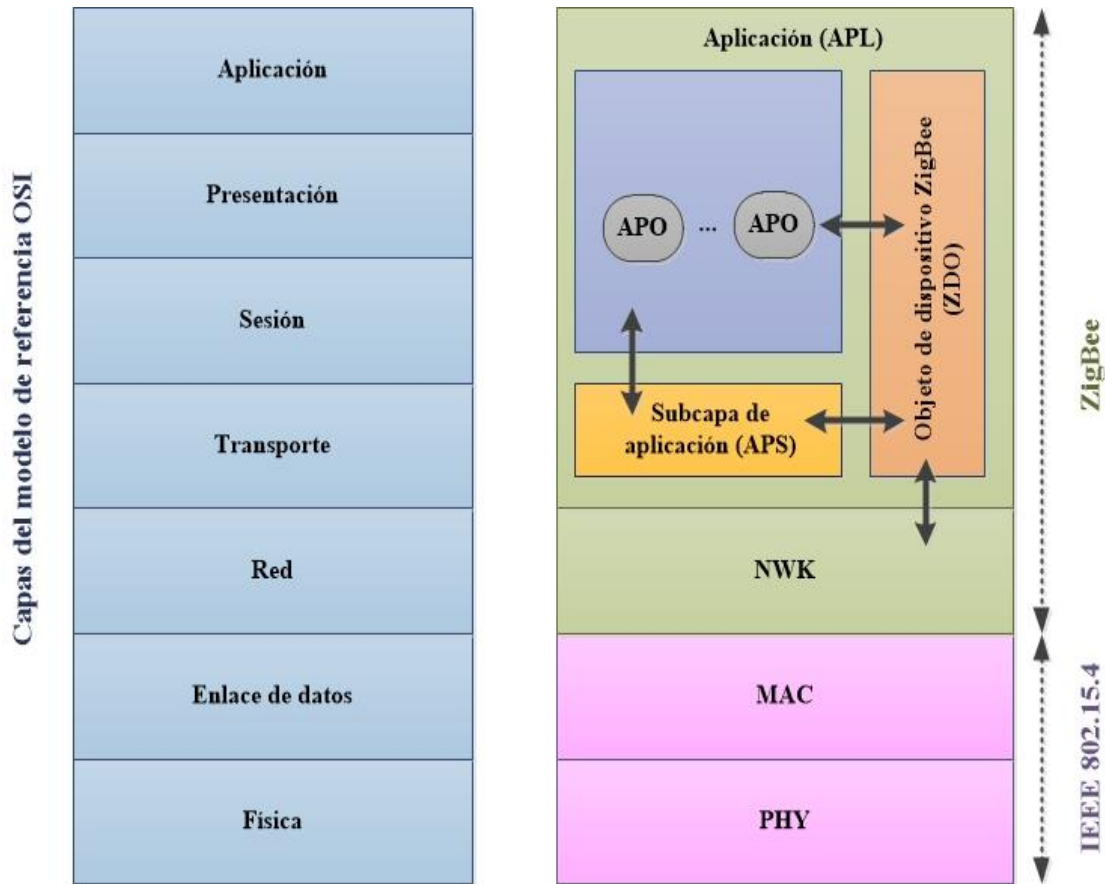 Capas del modelo de referencia OSI
Aplicación
Presentación
Sesión
Transporte
Red
Enlace de datos
Física
Aplicación (APL)
APO
...
APO
Objeto de dispositivo ZigBee
(ZDO)
Subcapa de
aplicación (APS)
NWK
MAC
PHY
ZigBee
IEEE 802.15.4